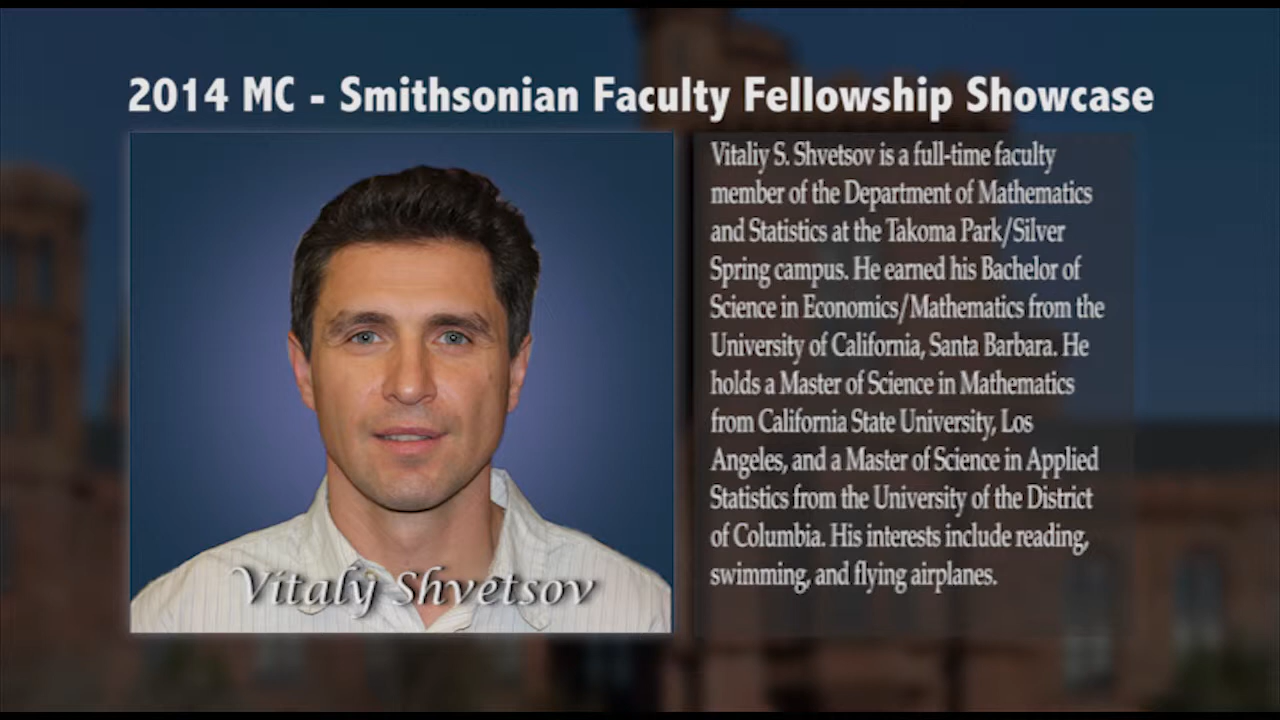 2014 MC - Smithsonian Faculty Fellowship Showcase
Vitaliy S. Shvetsov is a full-time faculty
member of the Department of Mathematics
and Statistics at the Takoma Park/Silver
Spring campus. He earned his Bachelor of
Science in Economics/Mathematics from the
University of California, Santa Barbara. He
holds a Master of Science in Mathematics
from California State University, Los
Angeles, and a Master of Science in Applied
Statistics from the University of the District
of Columbia. His interests include reading,
swimming, and flying airplanes.
Vitaly Shvetsov